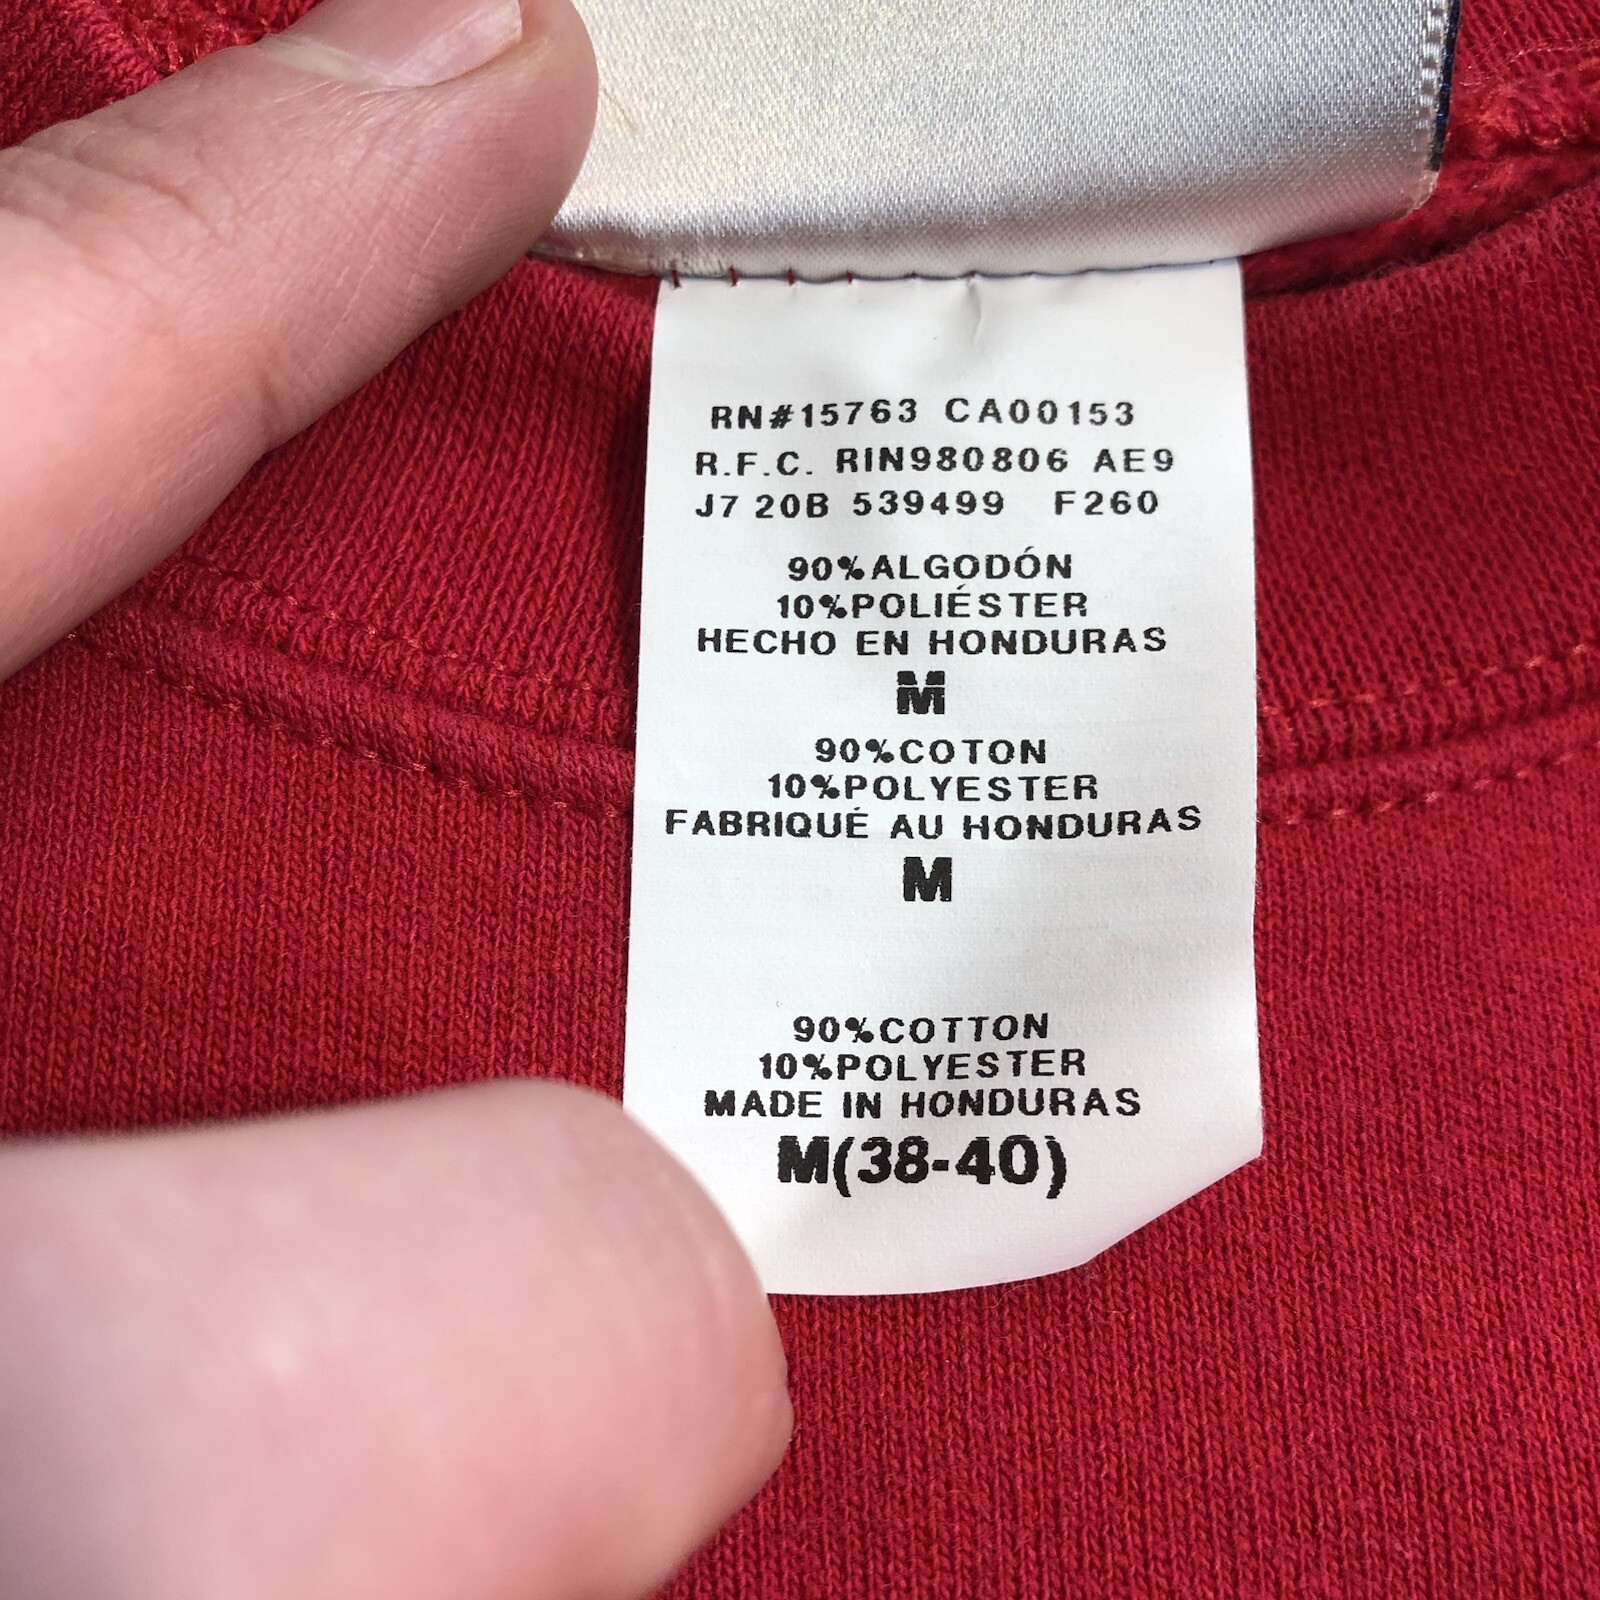 RN#15763 CA00153
R.F.C. RIN980806 AE9
J7 20B 539499 F260
90%ALGODÓN
10%POLIÉSTER
HECHO EN HONDURAS
M
90%COTON
10%POLYESTER
FABRIQUÉ AU HONDURAS
M
90%COTTON
10%POLYESTER
MADE IN HONDURAS
M(38-40)